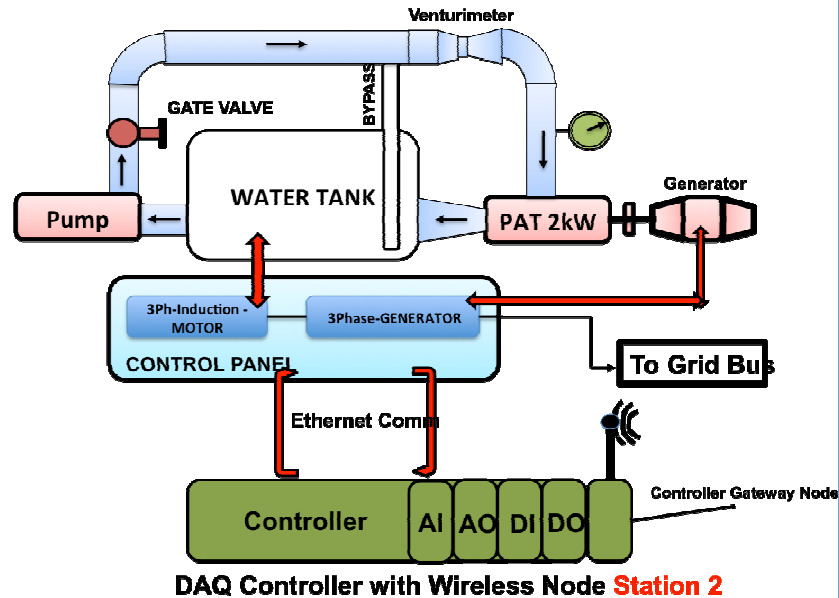 Venturimeter
GATE VALVE
BYPASS
WATER TANK
Generator
Pump
PAT 2kW
3Ph-Induction -
MOTOR
3Phase-GENERATOR
CONTROL PANEL
To Grid Bus
Ethernet Comm
Controller Gateway Node
Controller
AI
AO
DI
DO
DAQ Controller with Wireless Node Station 2